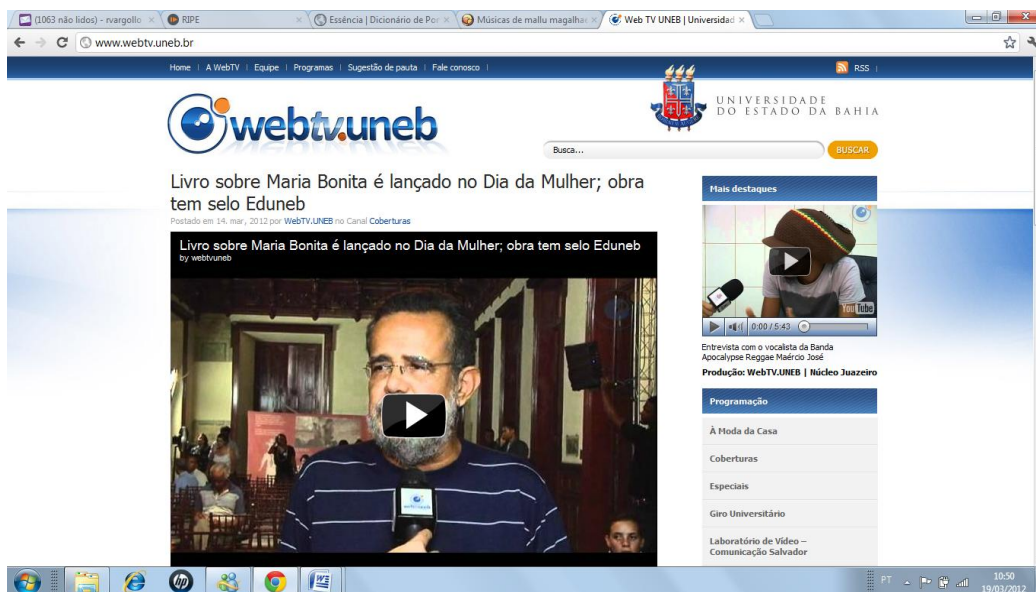 (1063 não lidos) - rvargollo
RIPE
Essência | Dicionário de Por
Músicas de mallu magalhãe
Web TV UNEB | Universidad
www.webtv.uneb.br
Home | A WebTV | Equipe | Programas | Sugestão de pauta | Fale conosco |
RSS |
webtv.uneb
UNIVERSIDADE
DO ESTADO DA BAHIA
Busca...
BUSCAR
Livro sobre Maria Bonita é lançado no Dia da Mulher; obra
tem selo Eduneb
Postado em 14. mar, 2012 por WebTV.UNEB no Canal Coberturas
Livro sobre Maria Bonita é lançado no Dia da Mulher; obra tem selo Eduneb
by webtvuneb
webtv.uneb
Mais destaques
YouTube
0:00 / 5:43
Entrevista com o vocalista da Banda
Apocalypse Reggae Maércio José
Produção: WebTV.UNEB | Núcleo Juazeiro
Programação
À Moda da Casa
Coberturas
Especiais
Giro Universitário
Laboratório de Vídeo –
Comunicação Salvador
hp
W
PT
10:50
19/03/2012